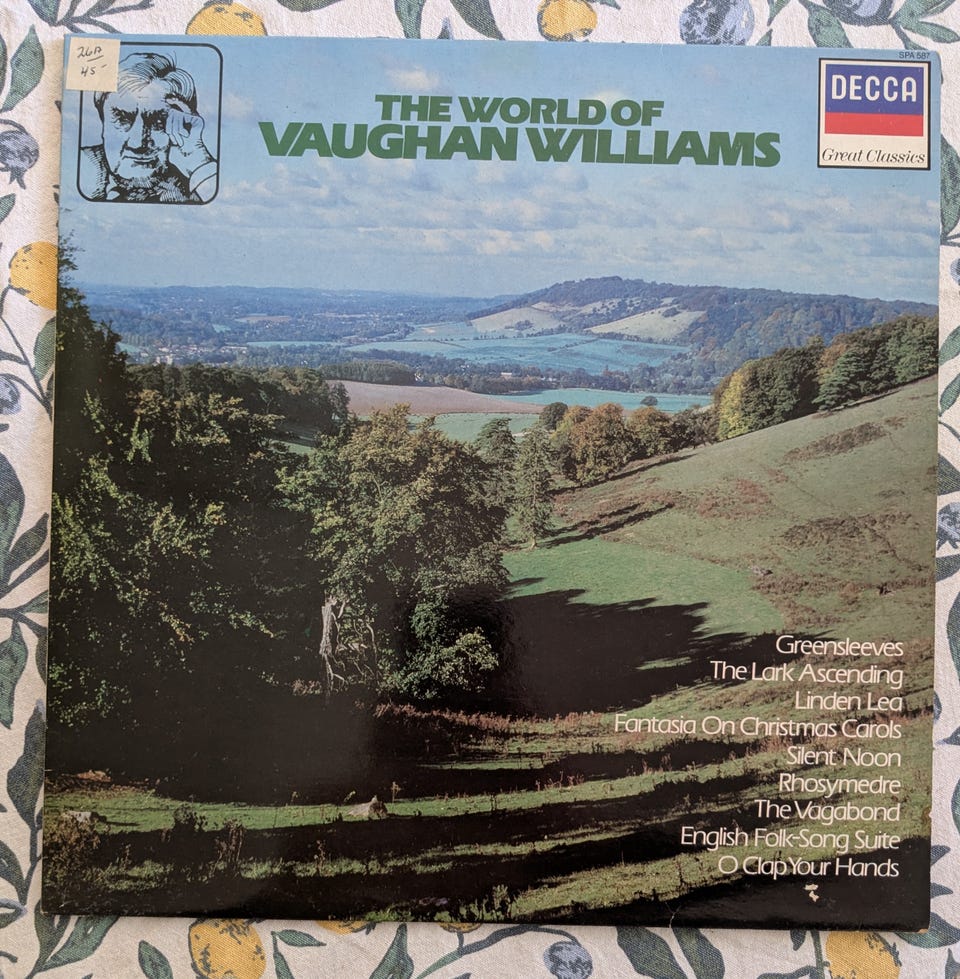 26A
45-
SPA 587
DECCA
Great Classics
THE WORLD OF
VAUGHAN WILLIAMS
Greensleeves
The Lark Ascending
Linden Lea
Fantasia On Christmas Carols
Silent Noon
Rhosymedre
The Vagabond
English Folk-Song Suite
O Clap Your Hands